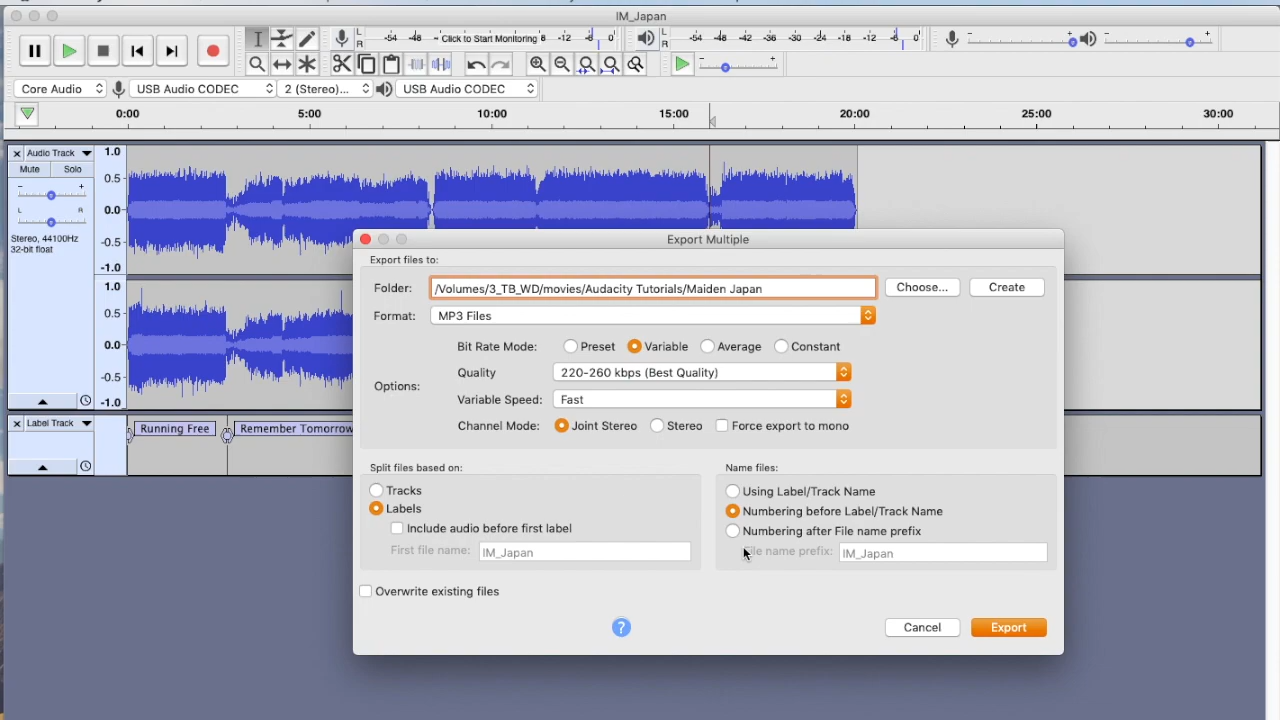 IM_Japan
L
R
-54 -48 Click to Start Monitoring 8 -12 -6 0
L
R
-54 -48 -36 -30 -24 -18 -12 -6 0
- +
- +
- +
Core Audio
USB Audio CODEC
2 (Stereo)...
USB Audio CODEC
0:00 5:00 10:00 15:00 20:00 25:00 30:00
Audio Track
Mute Solo
- +
L R
Stereo, 44100Hz
32-bit float
1.0
0.5
0.0
-0.5
-1.0
1.0
0.5
0.0
-0.5
-1.0
Label Track
Running Free
Remember Tomorrow
Export Multiple
Export files to:
Folder: /Volumes/3_TB_WD/movies/Audacity Tutorials/Maiden Japan Choose... Create
Format: MP3 Files
Options:
Bit Rate Mode: Preset Variable Average Constant
Quality 220-260 kbps (Best Quality)
Variable Speed: Fast
Channel Mode: Joint Stereo Stereo Force export to mono
Split files based on:
Tracks
Labels
Include audio before first label
First file name: IM_Japan
Name files:
Using Label/Track Name
Numbering before Label/Track Name
Numbering after File name prefix
name prefix: IM_Japan
Overwrite existing files
?
Cancel Export